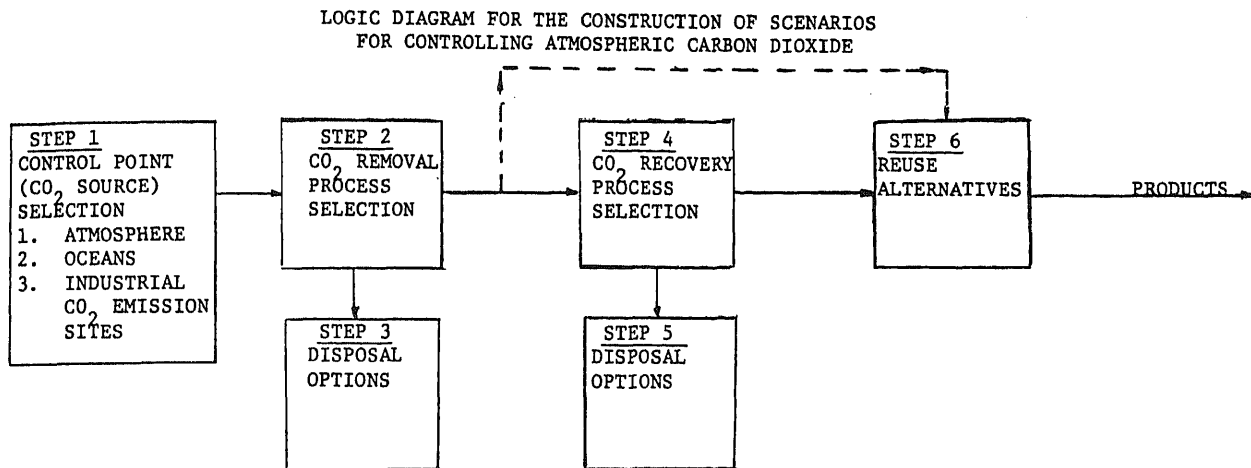 LOGIC DIAGRAM FOR THE CONSTRUCTION OF SCENARIOS
FOR CONTROLLING ATMOSPHERIC CARBON DIOXIDE
STEP 1
CONTROL POINT
(CO2 SOURCE)
SELECTION
1. ATMOSPHERE
2. OCEANS
3. INDUSTRIAL
CO2 EMISSION
SITES
STEP 2
CO2 REMOVAL
PROCESS
SELECTION
STEP 3
DISPOSAL
OPTIONS
STEP 4
CO2 RECOVERY
PROCESS
SELECTION
STEP 5
DISPOSAL
OPTIONS
STEP 6
REUSE
ALTERNATIVES
PRODUCTS